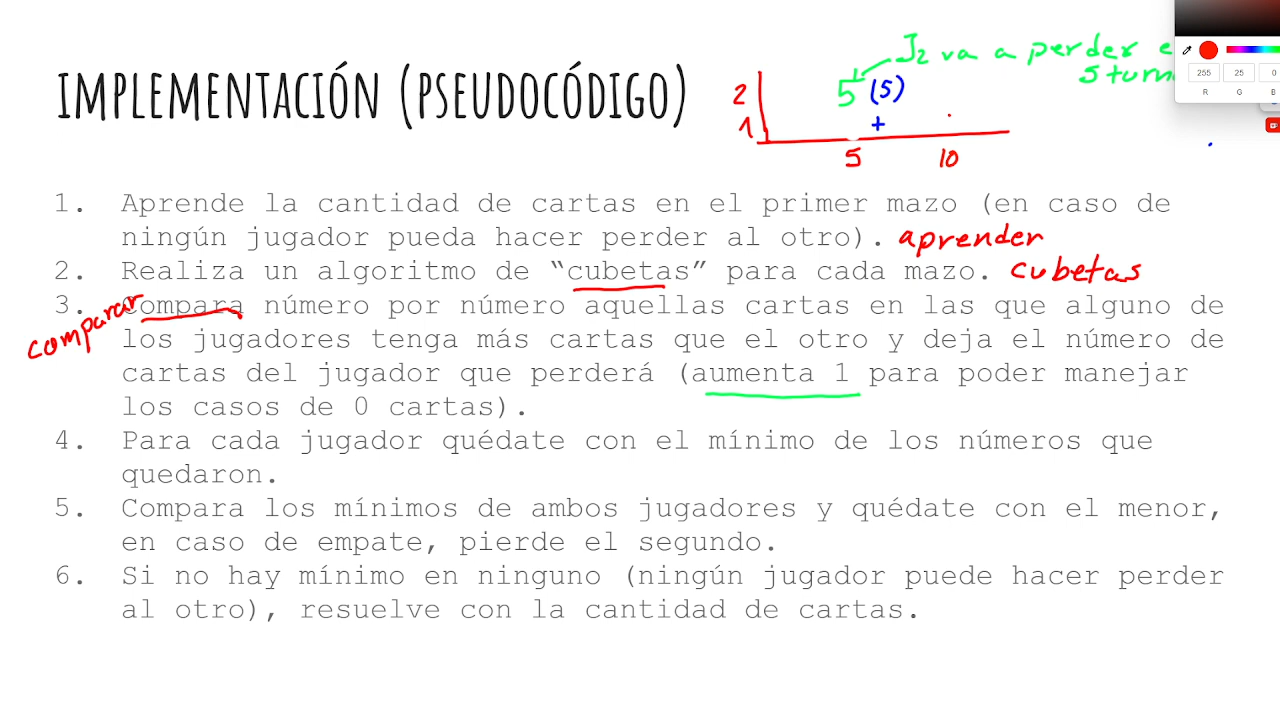 IMPLEMENTACIÓN (PSEUDOCÓDIGO)
J2 va a perder e
5 turn
2
5 (5)
1
+
5 10
1. Aprende la cantidad de cartas en el primer mazo (en caso de
ningún jugador pueda hacer perder al otro). aprender
2. Realiza un algoritmo de “cubetas” para cada mazo. cubetas
3. Compara número por número aquellas cartas en las que alguno de
comparar
los jugadores tenga más cartas que el otro y deja el número de
cartas del jugador que perderá (aumenta 1 para poder manejar
los casos de 0 cartas).
4. Para cada jugador quédate con el mínimo de los números que
quedaron.
5. Compara los mínimos de ambos jugadores y quédate con el menor,
en caso de empate, pierde el segundo.
6. Si no hay mínimo en ninguno (ningún jugador puede hacer perder
al otro), resuelve con la cantidad de cartas.
255 25 0
R G B